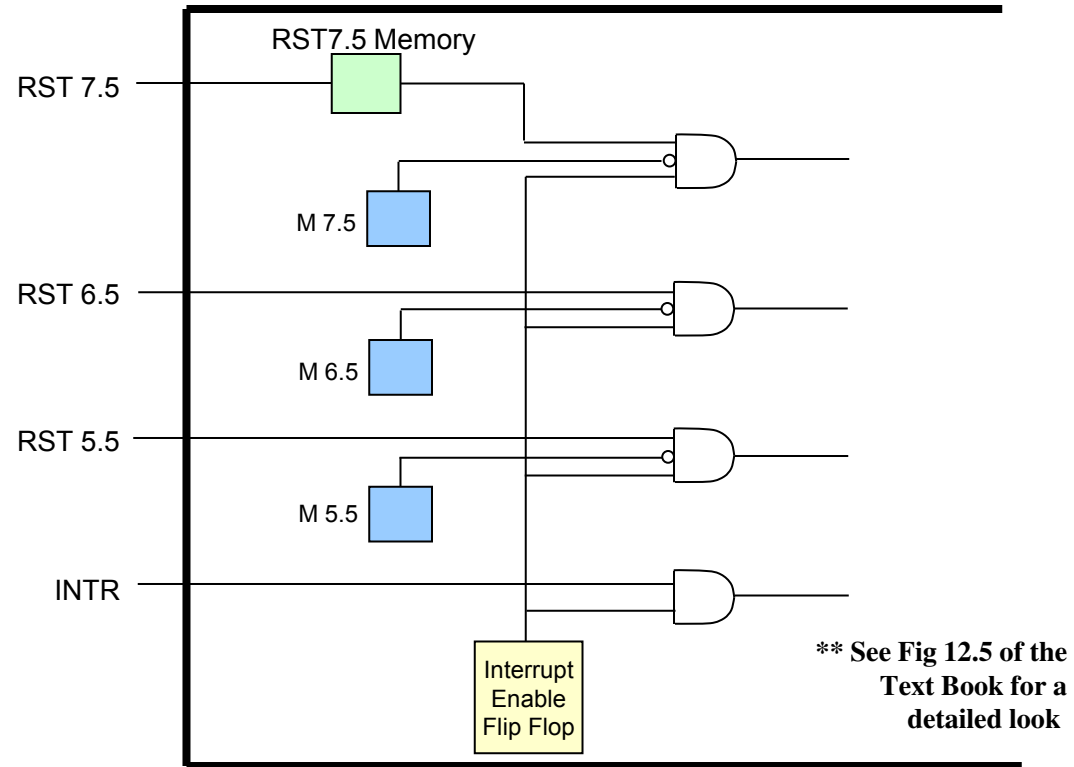 RST7.5 Memory
RST 7.5
M 7.5
RST 6.5
M 6.5
RST 5.5
M 5.5
INTR
Interrupt
Enable
Flip Flop
** See Fig 12.5 of the
Text Book for a
detailed look